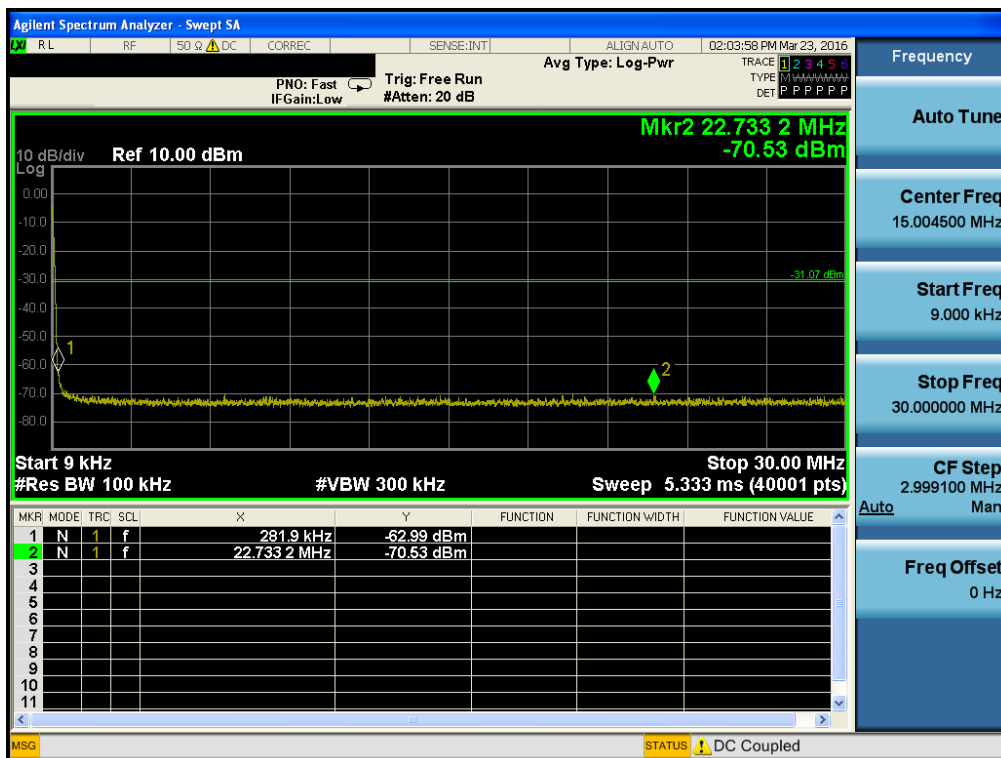 Agilent Spectrum Analyzer - Swept SA
LXI RL RF 50 Ω DC CORREC SENSE:INT ALIGN AUTO 02:03:58 PM Mar 23, 2016
Avg Type: Log-Pwr TRACE 1 2 3 4 5 6
PNO: Fast Trig: Free Run TYPE M
IFGain:Low #Atten: 20 dB DET P P P P P P
Mkr2 22.733 2 MHz
-70.53 dBm
10 dB/div Ref 10.00 dBm
Log
0.00
-10.0
-20.0
-30.0
-31.07 dBm
-40.0
-50.0
1
-60.0
2
-70.0
-80.0
Start 9 kHz Stop 30.00 MHz
#Res BW 100 kHz #VBW 300 kHz Sweep 5.333 ms (40001 pts)
MKR MODE TRC SCL X Y FUNCTION FUNCTION WIDTH FUNCTION VALUE
1 N 1 f 281.9 kHz -62.99 dBm
2 N 1 f 22.733 2 MHz -70.53 dBm
3
4
5
6
7
8
9
10
11
MSG STATUS DC Coupled
Frequency
Auto Tune
Center Freq
15.004500 MHz
Start Freq
9.000 kHz
Stop Freq
30.000000 MHz
CF Step
2.999100 MHz
Auto Man
Freq Offset
0 Hz